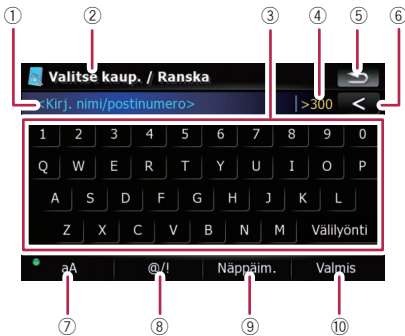 ① ② ③ ④ ⑤ ⑥
Valitse kaup. / Ranska
<Kirj. nimi/postinumero> >300 <
1 2 3 4 5 6 7 8 9 0
Q W E R T Y U I O P
A S D F G H J K L
Z X C V B N M Välilyönti
aA @/! Näppäim. Valmis
⑦ ⑧ ⑨ ⑩